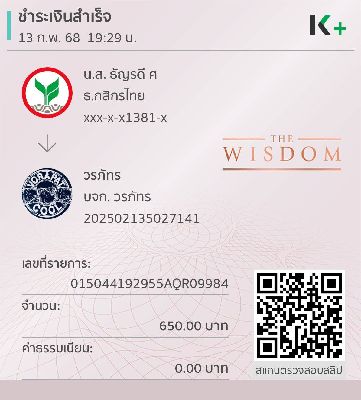 ชำระเงินสำเร็จ
13 ก.พ. 68 19:29 น.
K+
น.ส. ธัญรดี ศ
ธ.กสิกรไทย
xxx-x-x1381-x
THE
WISDOM
วรภัทร
บจก. วรภัทร
202502135027141
เลขที่รายการ:
015044192955AQR09984
จำนวน:
650.00 บาท
ค่าธรรมเนียม:
0.00 บาท
สแกนตรวจสอบสลิป